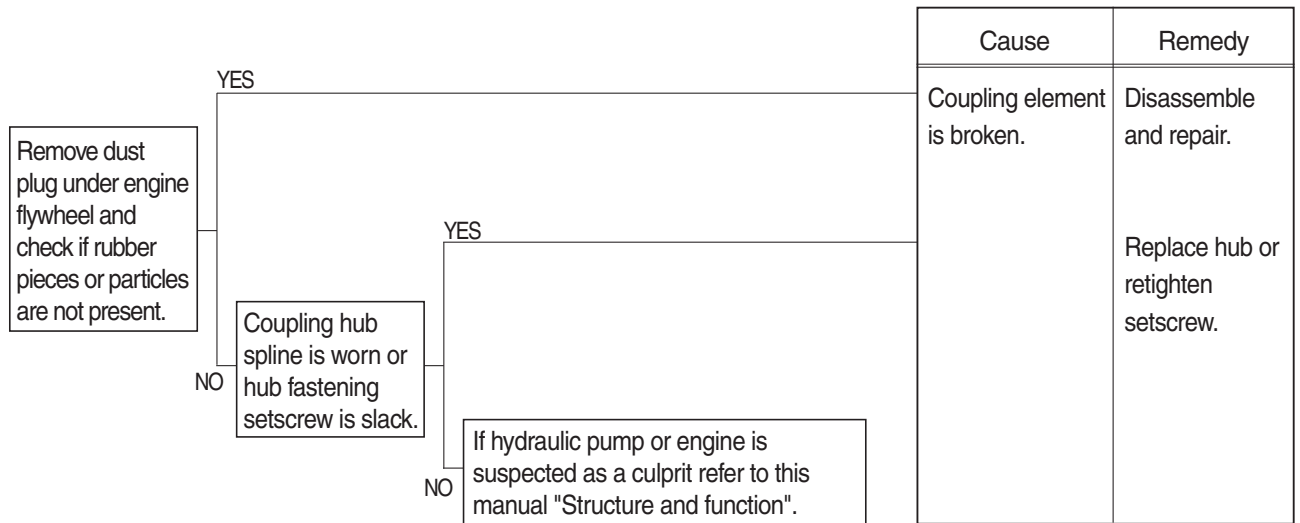 Cause
Remedy
YES
Coupling element
is broken.
Disassemble
and repair.
Remove dust
plug under engine
flywheel and
check if rubber
pieces or particles
are not present.
YES
Replace hub or
retighten
setscrew.
NO
Coupling hub
spline is worn or
hub fastening
setscrew is slack.
NO
If hydraulic pump or engine is
suspected as a culprit refer to this
manual "Structure and function".